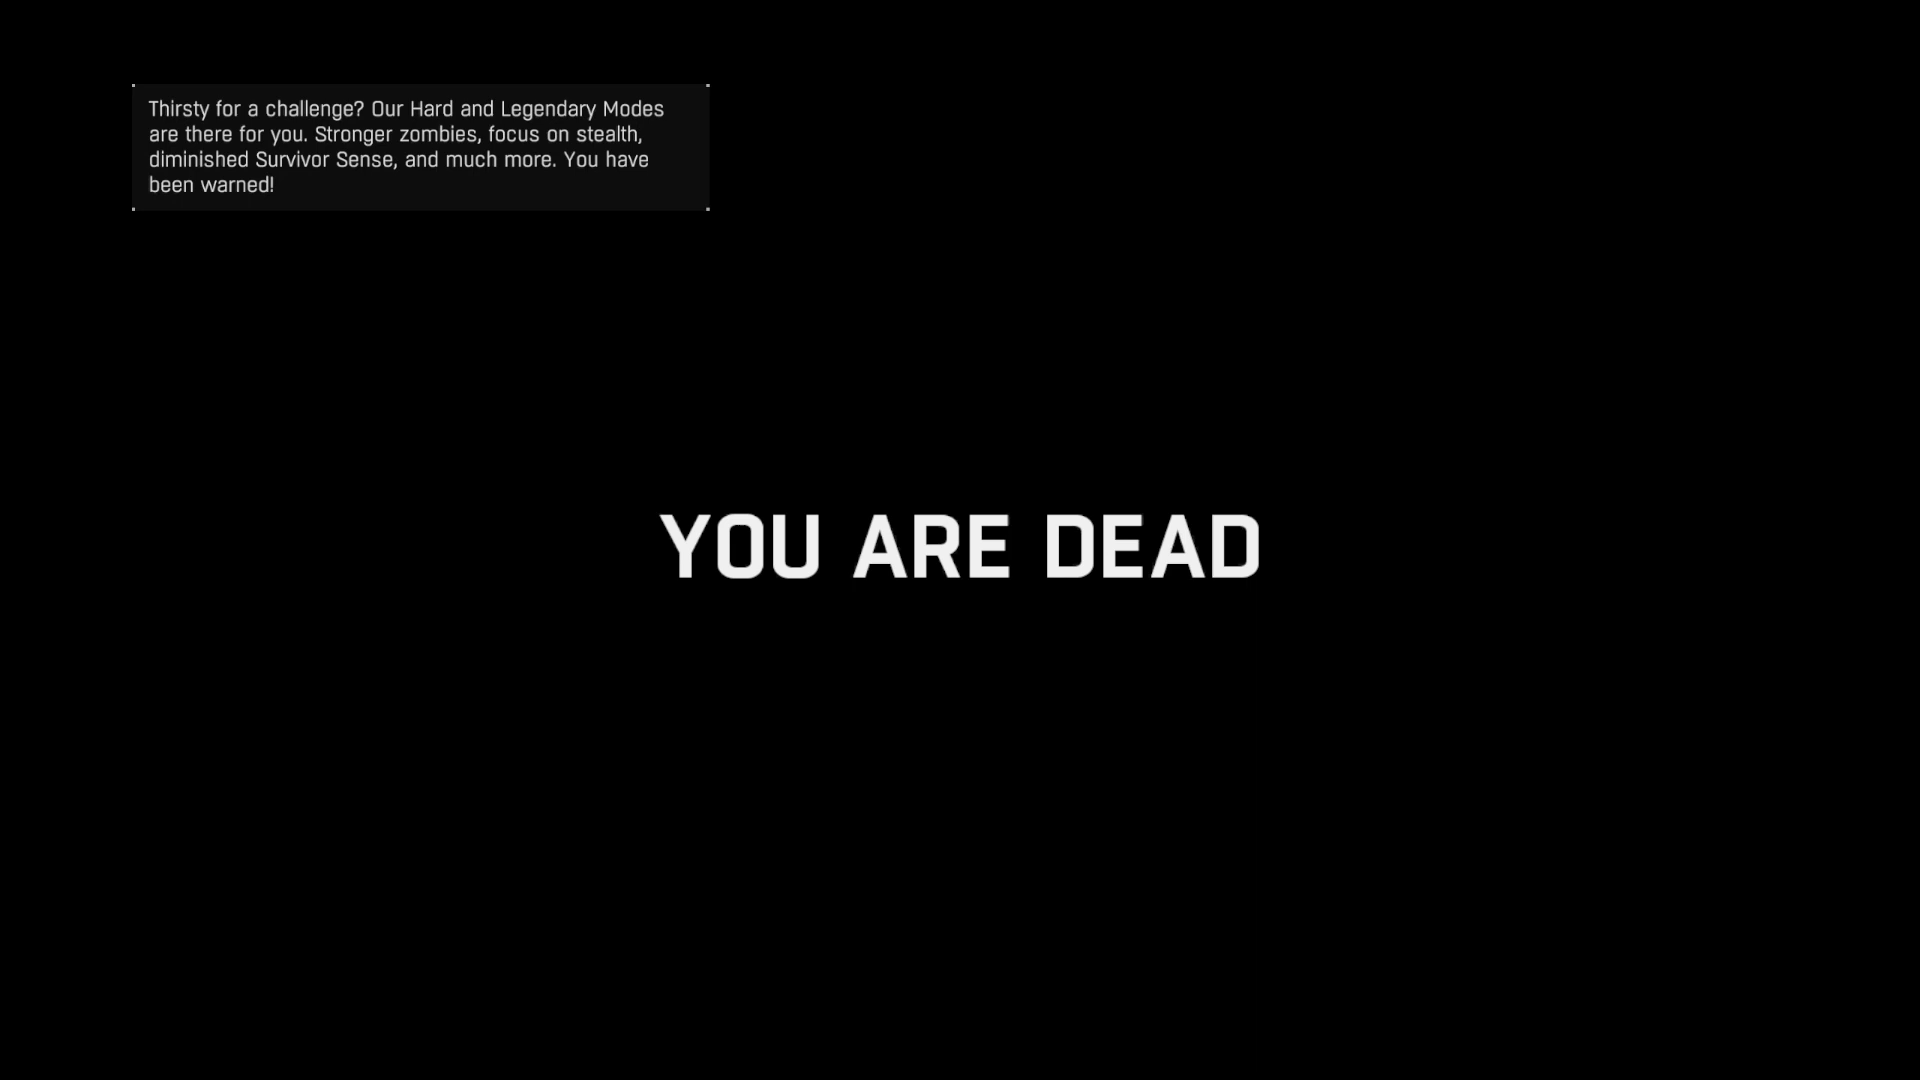 Thirsty for a challenge? Our Hard and Legendary Modes
are there for you. Stronger zombies, focus on stealth,
diminished Survivor Sense, and much more. You have
been warned!
YOU ARE DEAD